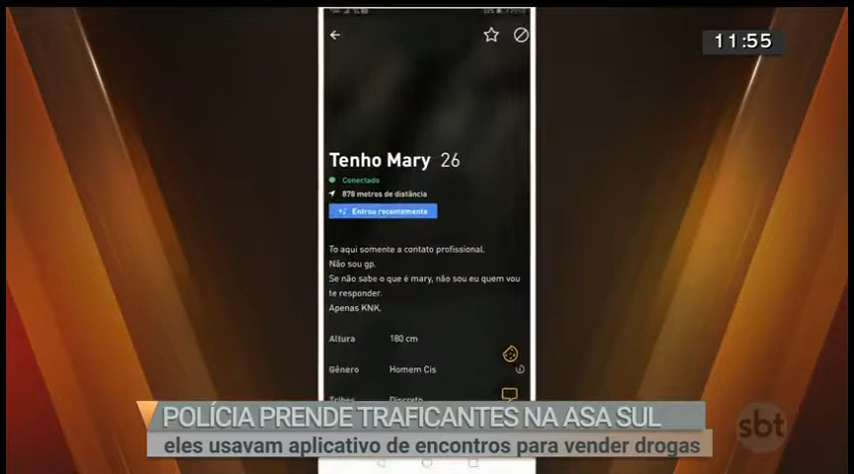 11:55
Tenho Mary 26
Conectado
878 metros de distância
Entrou recentemente
To aqui somente a contato profissional.
Não sou gp.
Se não sabe o que é mary, não sou eu quem vou
te responder.
Apenas KNK.
Altura 180 cm
Gênero Homem Cis
Tribos Discreto
POLÍCIA PRENDE TRAFICANTES NA ASA SUL
eles usavam aplicativo de encontros para vender drogas
sbt